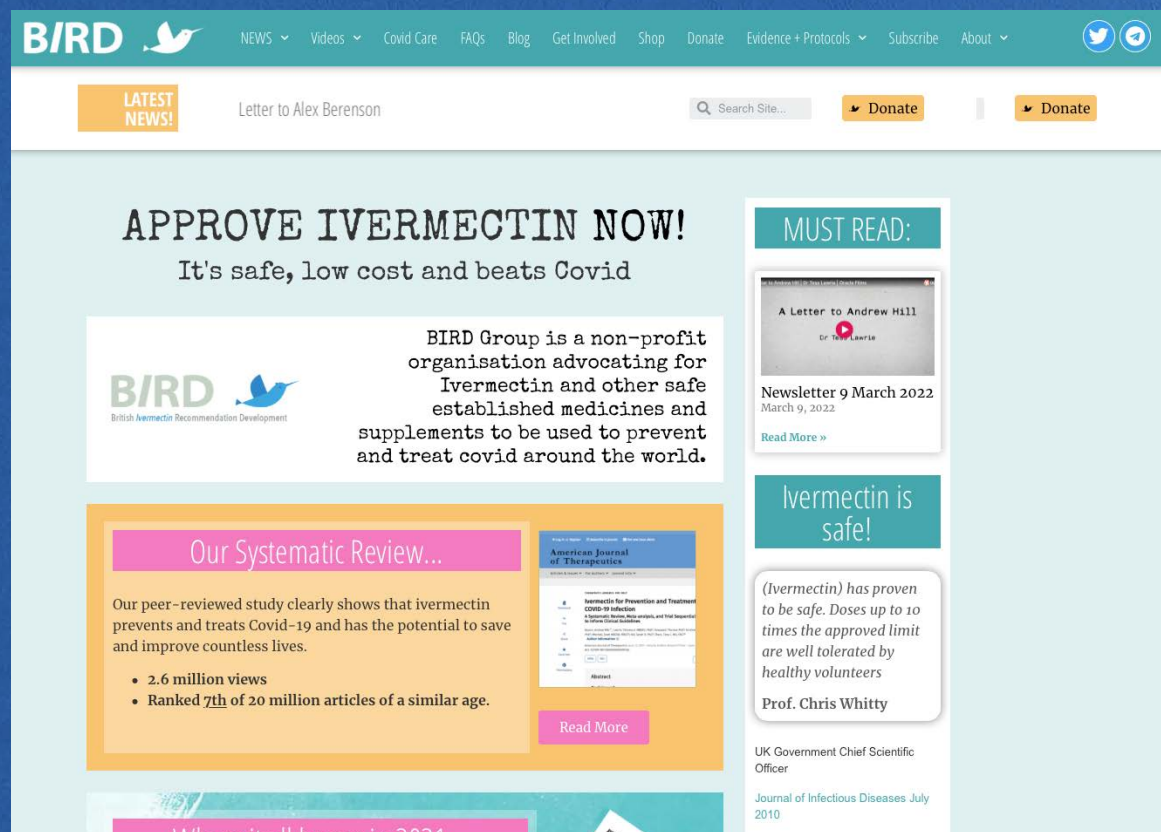 BIRD
NEWS Videos Covid Care FAQs Blog Get Involved Shop Donate Evidence + Protocols Subscribe About
LATEST
NEWS!
Letter to Alex Berenson
Search Site...
Donate
Donate
APPROVE IVERMECTIN NOW!
It's safe, low cost and beats Covid
BIRD
British Ivermectin Recommendation Development
BIRD Group is a non-profit
organisation advocating for
Ivermectin and other safe
established medicines and
supplements to be used to prevent
and treat covid around the world.
Our Systematic Review...
Our peer-reviewed study clearly shows that ivermectin
prevents and treats Covid-19 and has the potential to save
and improve countless lives.
• 2.6 million views
• Ranked 7th of 20 million articles of a similar age.
American Journal
of Therapeutics
Ivermectin for Prevention and Treatment
COVID-19 Infection
Abstract
Read More
MUST READ:
A Letter to Andrew Hill
Dr Tess Lawrie
Newsletter 9 March 2022
March 9, 2022
Read More »
Ivermectin is
safe!
(Ivermectin) has proven
to be safe. Doses up to 10
times the approved limit
are well tolerated by
healthy volunteers
Prof. Chris Whitty
UK Government Chief Scientific
Officer
Journal of Infectious Diseases July
2010